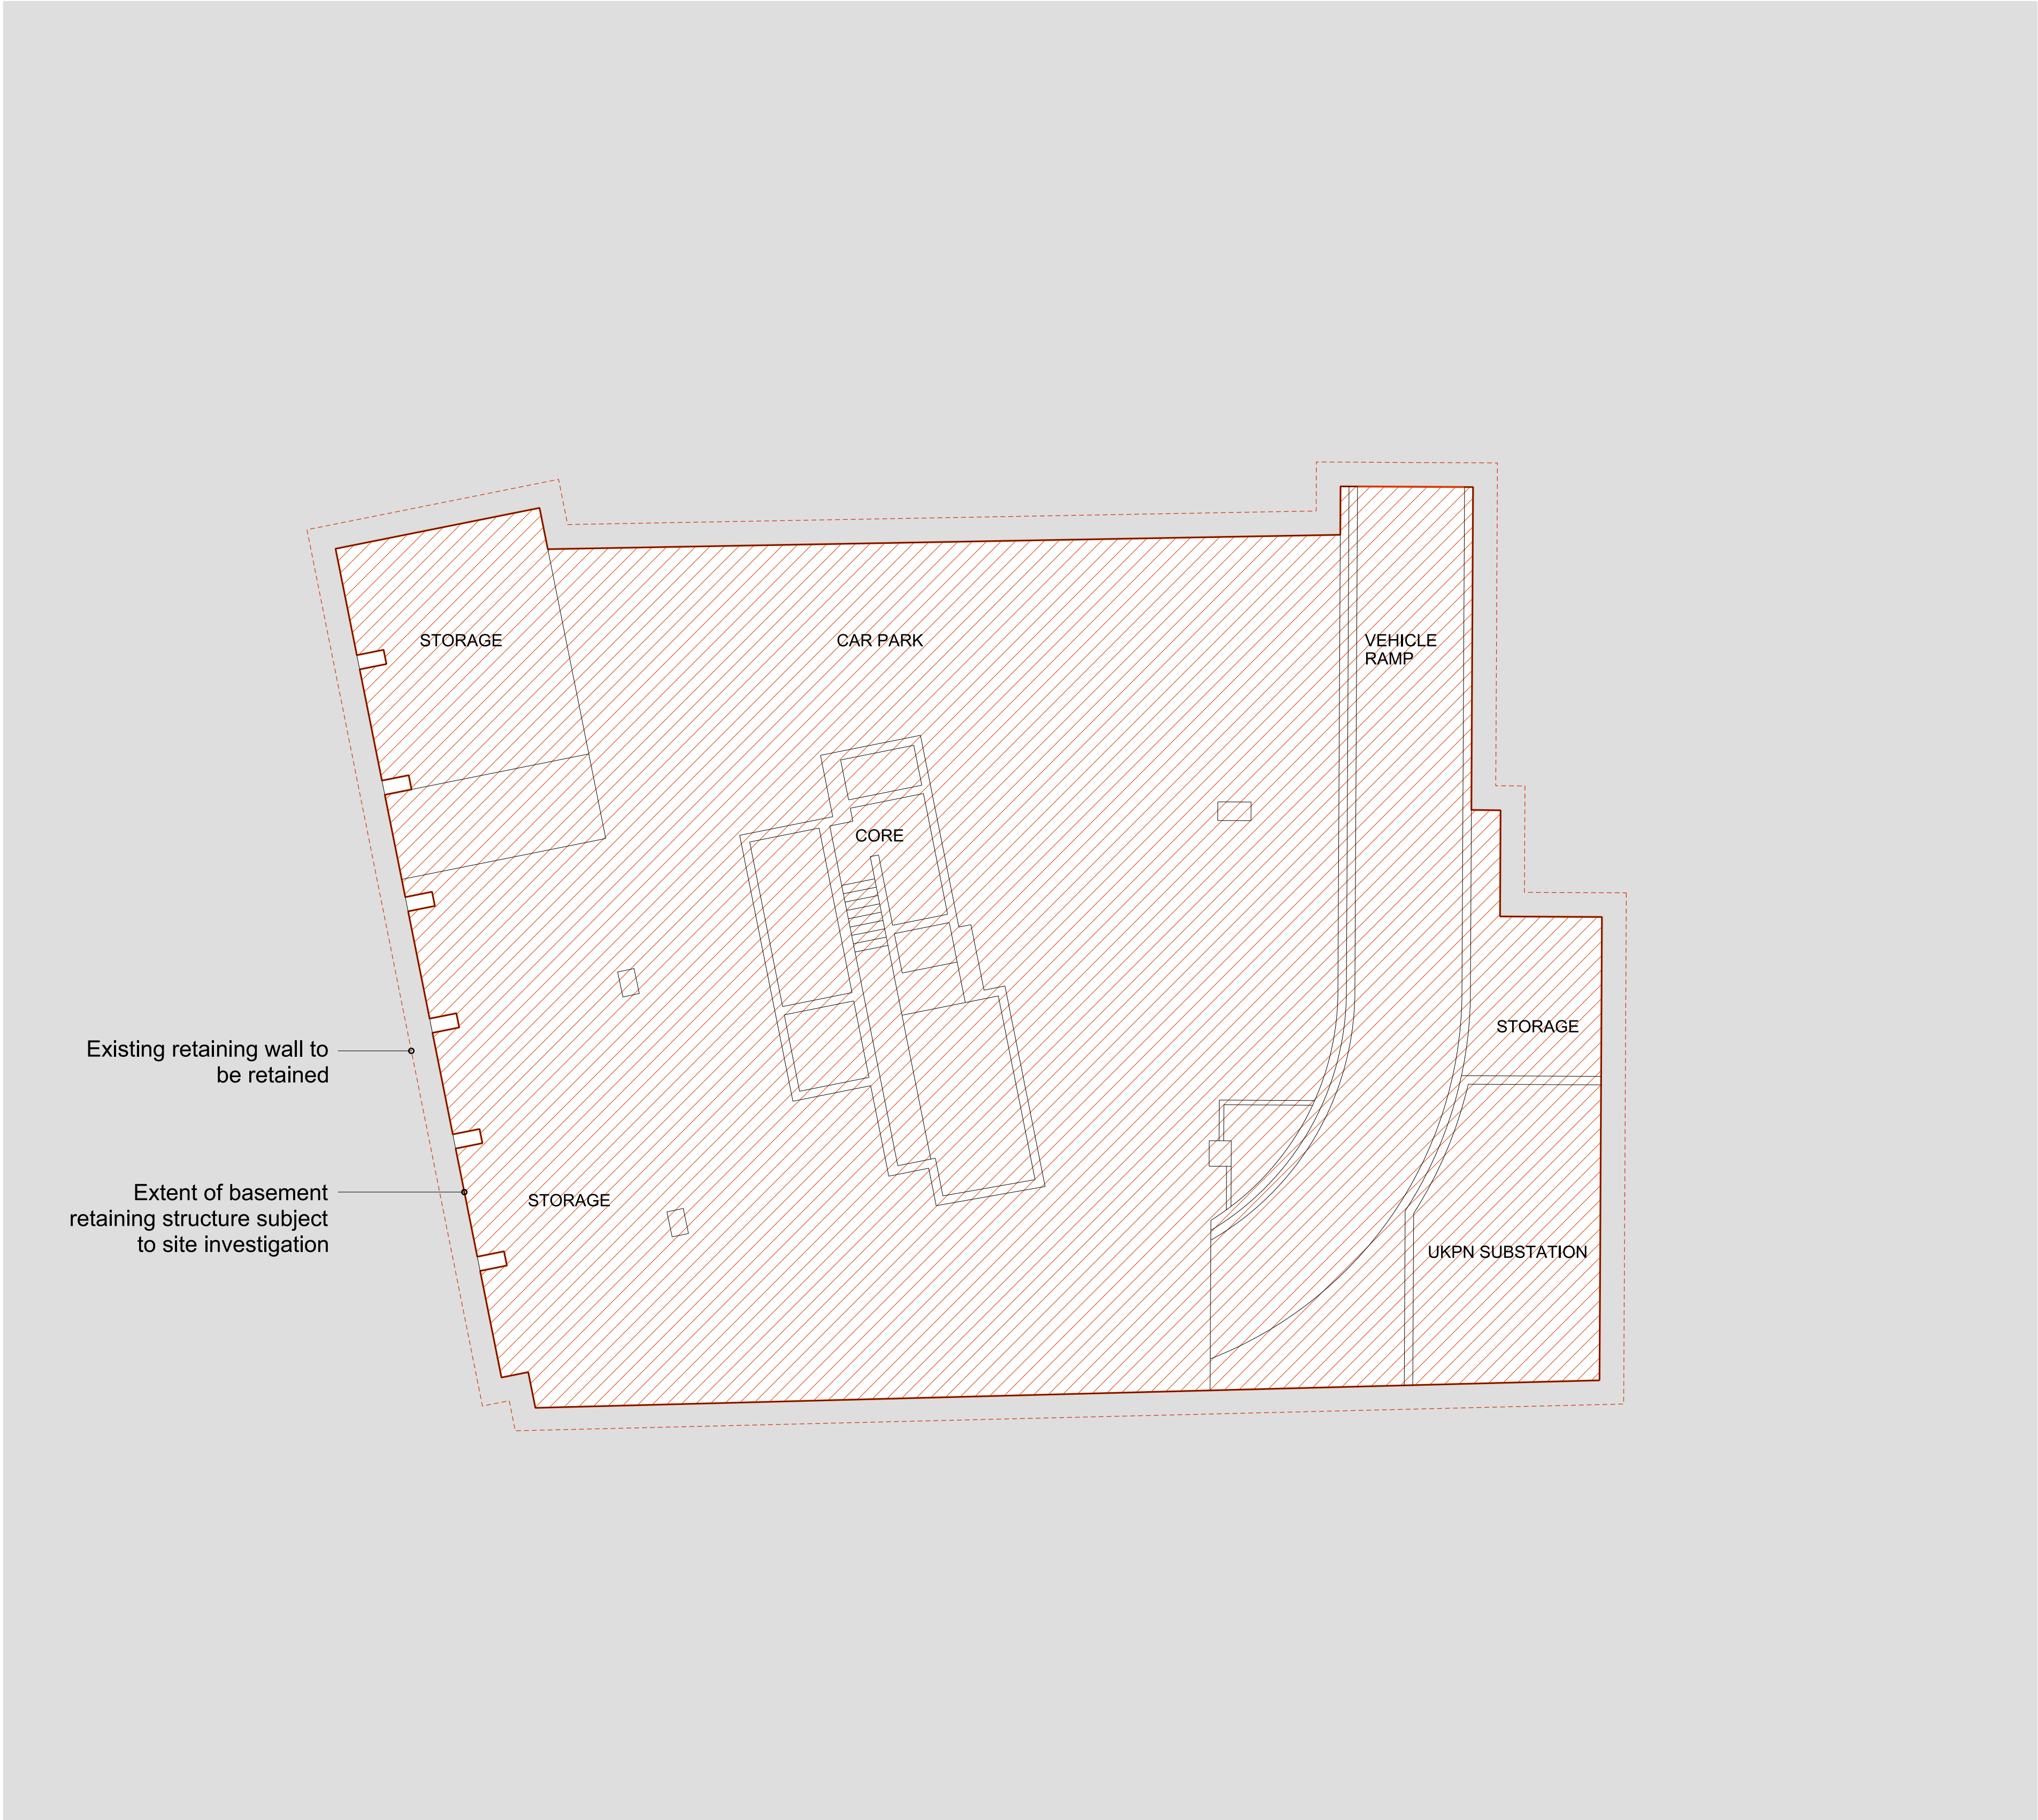 STORAGE
CAR PARK
VEHICLE
RAMP
CORE
STORAGE
Existing retaining wall to
be retained
Extent of basement
retaining structure subject
to site investigation
STORAGE
UKPN SUBSTATION